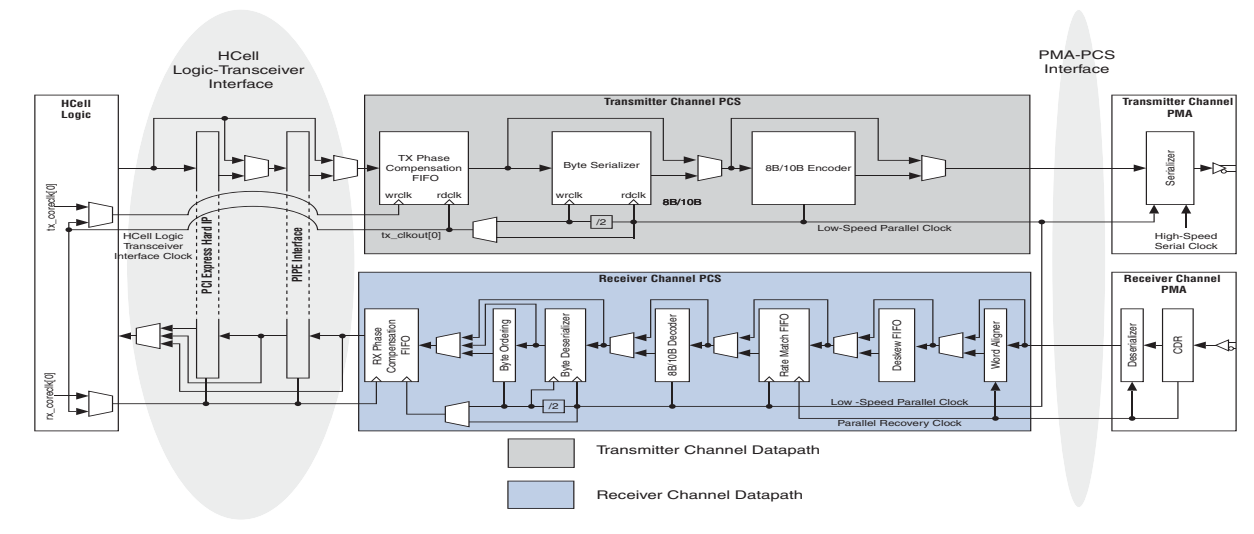 HCell
Logic-Transceiver
Interface
PMA-PCS
Interface
HCell
Logic
Transmitter Channel PCS
Transmitter Channel
PMA
TX Phase
Compensation
FIFO
wrclk
rdclk
Byte Serializer
wrclk
rdclk
8B/10B
8B/10B Encoder
Serializer
tx_coreclk[0]
HCell Logic
Transceiver
Interface Clock
PCI Express Hard IP
PIPE Interface
tx_clkout[0]
/2
Low-Speed Parallel Clock
High-Speed
Serial Clock
Receiver Channel PCS
Receiver Channel
PMA
RX Phase
Compensation
FIFO
Byte Ordering
Byte Deserializer
8B/10B Decoder
Rate Match FIFO
Deskew FIFO
Word Aligner
Deserializer
CDR
rx_coreclk[0]
/2
Low -Speed Parallel Clock
Parallel Recovery Clock
Transmitter Channel Datapath
Receiver Channel Datapath